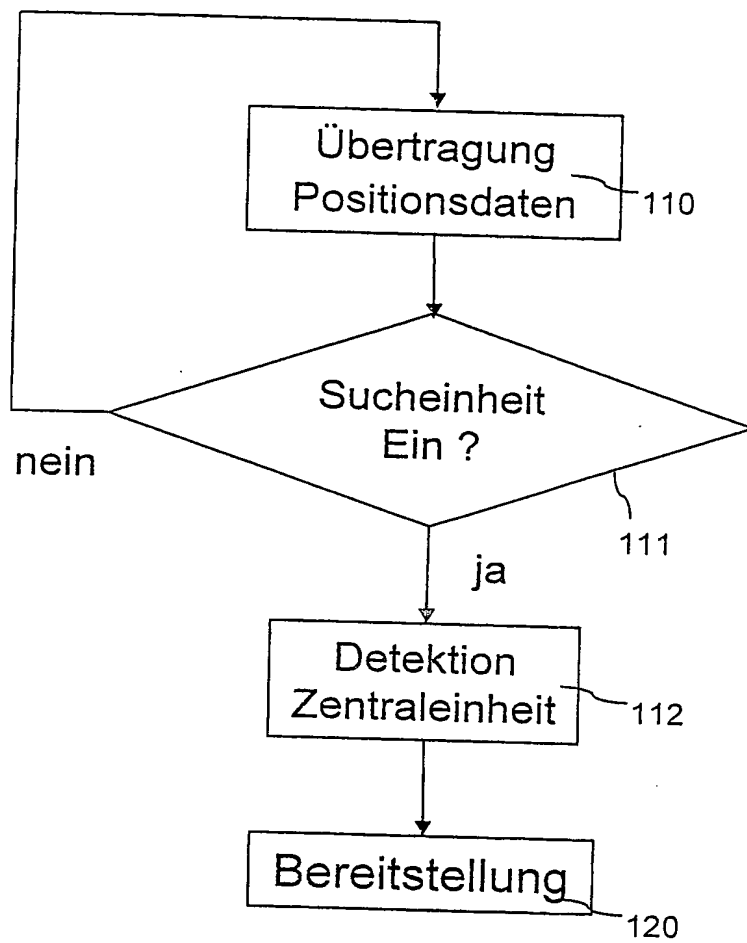 Übertragung
Positionsdaten
110
Sucheinheit
Ein ?
nein
111
ja
Detektion
Zentraleinheit
112
Bereitstellung
120